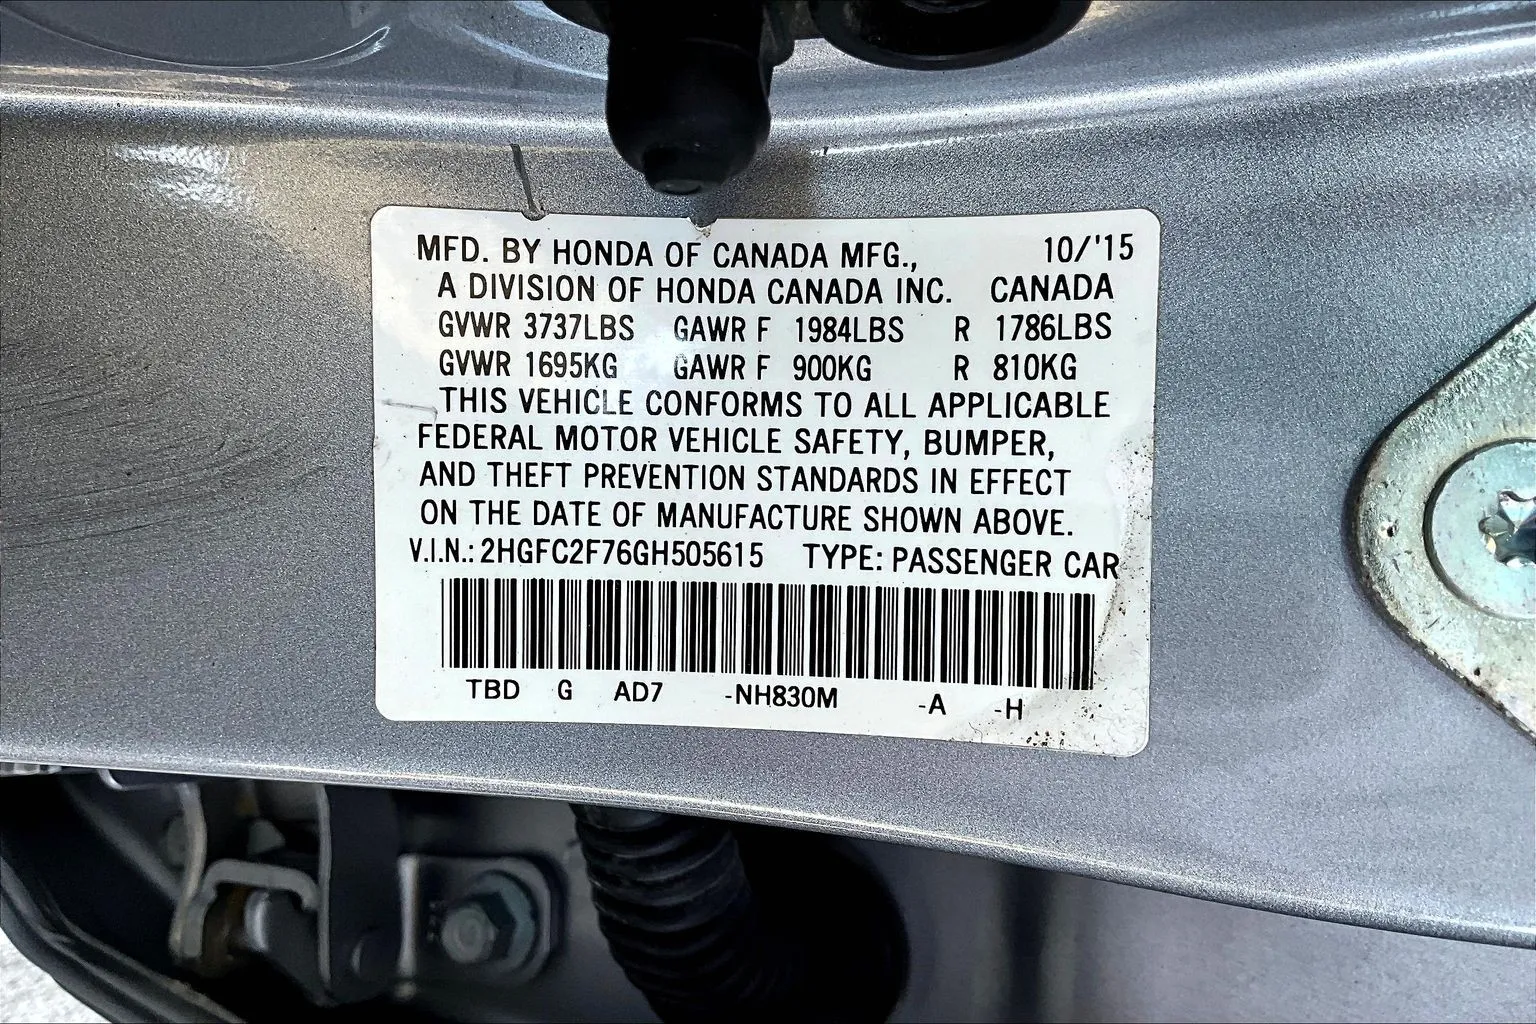 MFD. BY HONDA OF CANADA MFG., 10/'15
A DIVISION OF HONDA CANADA INC. CANADA
GVWR 3737LBS GAWR F 1984LBS R 1786LBS
GVWR 1695KG GAWR F 900KG R 810KG
THIS VEHICLE CONFORMS TO ALL APPLICABLE
FEDERAL MOTOR VEHICLE SAFETY, BUMPER,
AND THEFT PREVENTION STANDARDS IN EFFECT
ON THE DATE OF MANUFACTURE SHOWN ABOVE.
V.I.N.: 2HGFC2F76GH505615 TYPE: PASSENGER CAR
TBD G AD7 -NH830M -A -H